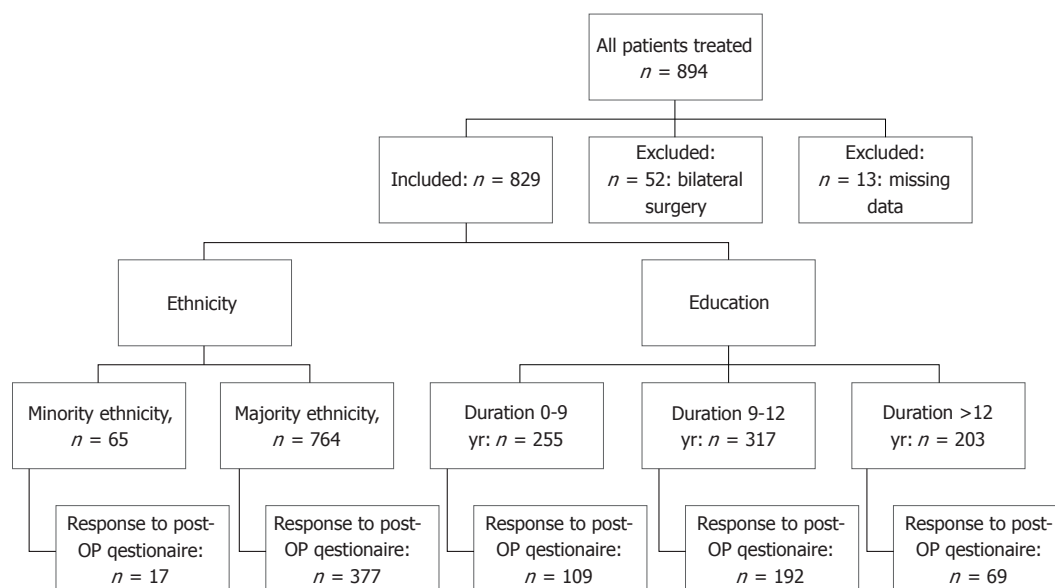 All patients treated
n = 894
Included: n = 829
Excluded:
n = 52: bilateral
surgery
Excluded:
n = 13: missing
data
Ethnicity
Education
Minority ethnicity,
n = 65
Majority ethnicity,
n = 764
Duration 0-9
yr: n = 255
Duration 9-12
yr: n = 317
Duration >12
yr: n = 203
Response to post-
OP qestionaire:
n = 17
Response to post-
OP qestionaire:
n = 377
Response to post-
OP qestionaire:
n = 109
Response to post-
OP qestionaire:
n = 192
Response to post-
OP qestionaire:
n = 69